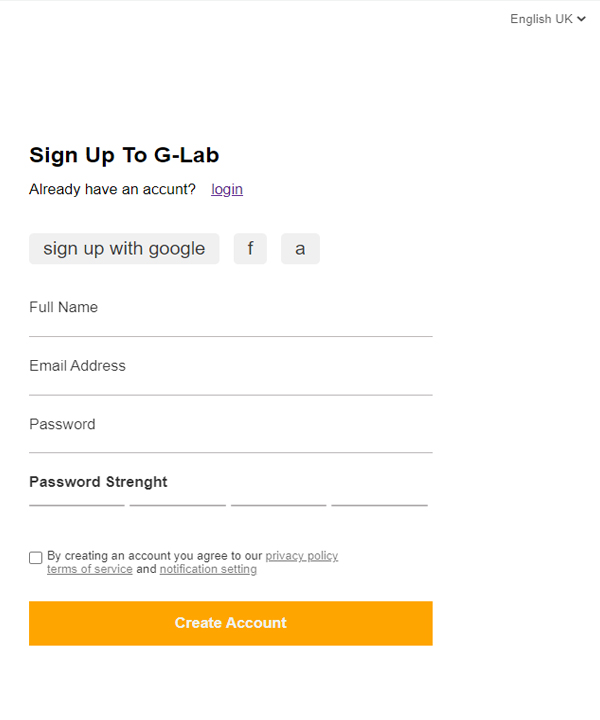 English UK
Sign Up To G-Lab
Already have an accunt? login
sign up with google f a
Full Name
Email Address
Password
Password Strenght
By creating an account you agree to our privacy policy
terms of service and notification setting
Create Account